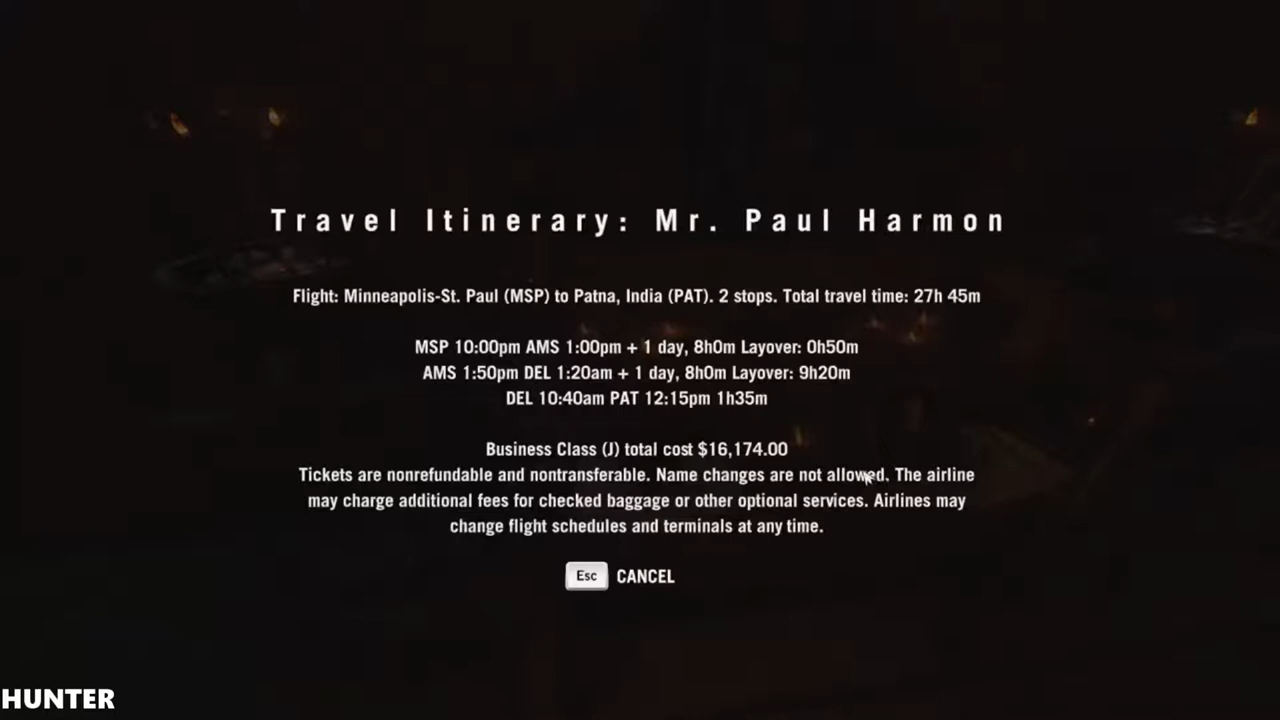 Travel Itinerary: Mr. Paul Harmon
Flight: Minneapolis-St. Paul (MSP) to Patna, India (PAT). 2 stops. Total travel time: 27h 45m
MSP 10:00pm AMS 1:00pm + 1 day, 8h0m Layover: 0h50m
AMS 1:50pm DEL 1:20am + 1 day, 8h0m Layover: 9h20m
DEL 10:40am PAT 12:15pm 1h35m
Business Class (J) total cost $16,174.00
Tickets are nonrefundable and nontransferable. Name changes are not allowed. The airline
may charge additional fees for checked baggage or other optional services. Airlines may
change flight schedules and terminals at any time.
Esc CANCEL
HUNTER